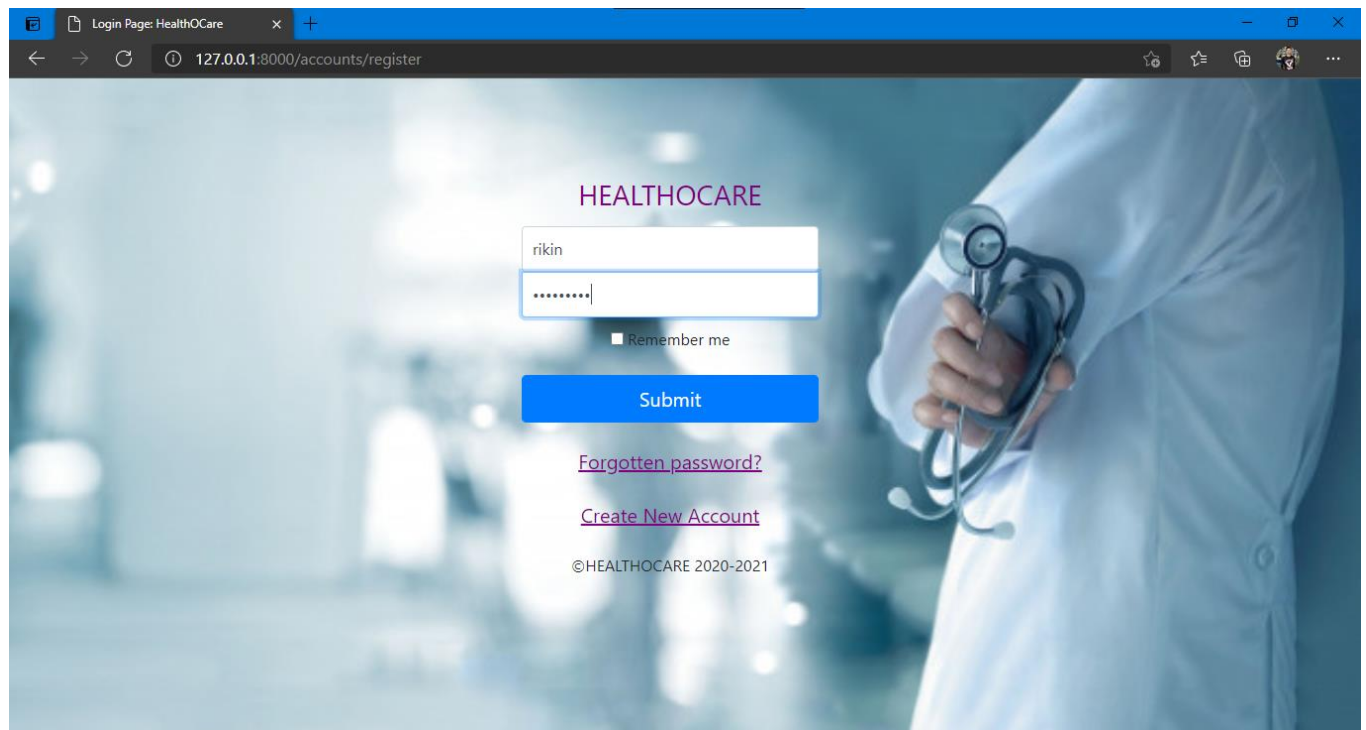 Login Page: HealthOCare
127.0.0.1:8000/accounts/register
HEALTHOCARE
rikin
•••••••••
Remember me
Submit
Forgotten password?
Create New Account
©HEALTHOCARE 2020-2021